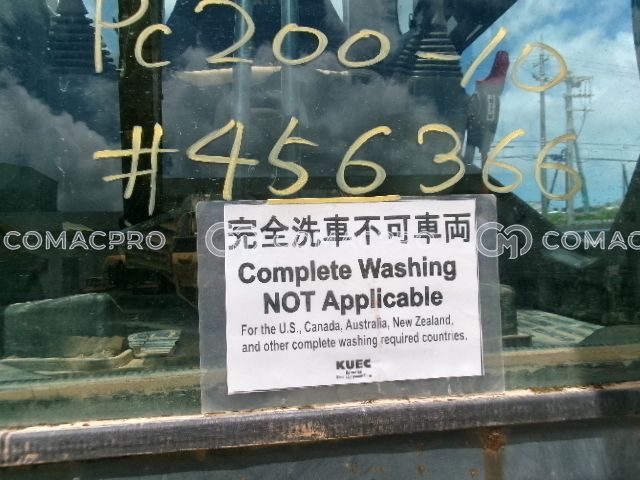 PC200-10
#456366
COMACPRO
COMACPRO
COMAC
完全洗車不可車両
Complete Washing
NOT Applicable
For the U.S., Canada, Australia, New Zealand,
and other complete washing required countries.
KUEC